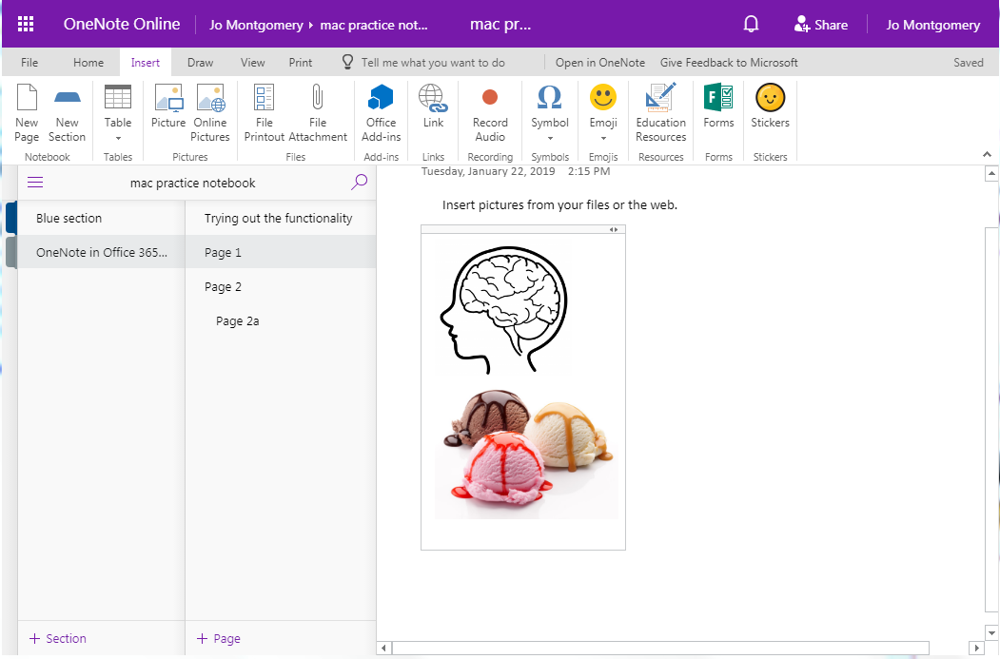 OneNote Online
Jo Montgomery ▸ mac practice not...
mac pr...
Share
Jo Montgomery
File Home Insert Draw View Print Tell me what you want to do Open in OneNote Give Feedback to Microsoft Saved
New Page
New Section
Table
Picture
Online Pictures
File Printout
File Attachment
Office Add-ins
Link
Record Audio
Symbol
Emoji
Education Resources
Forms
Stickers
Notebook Tables Pictures Files Add-ins Links Recording Symbols Emojis Resources Forms Stickers
mac practice notebook
Blue section
OneNote in Office 365...
Trying out the functionality
Page 1
Page 2
Page 2a
+ Section
+ Page
Tuesday, January 22, 2019 2:15 PM
Insert pictures from your files or the web.